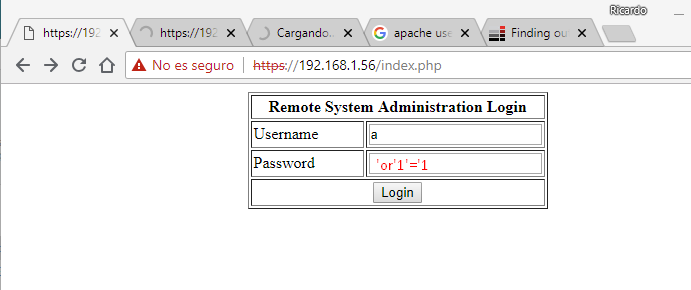 Ricardo
https://192
https://192
Cargando..
apache use
Finding out
No es seguro | https://192.168.1.56/index.php
Remote System Administration Login
Username a
Password 'or'1'='1
Login